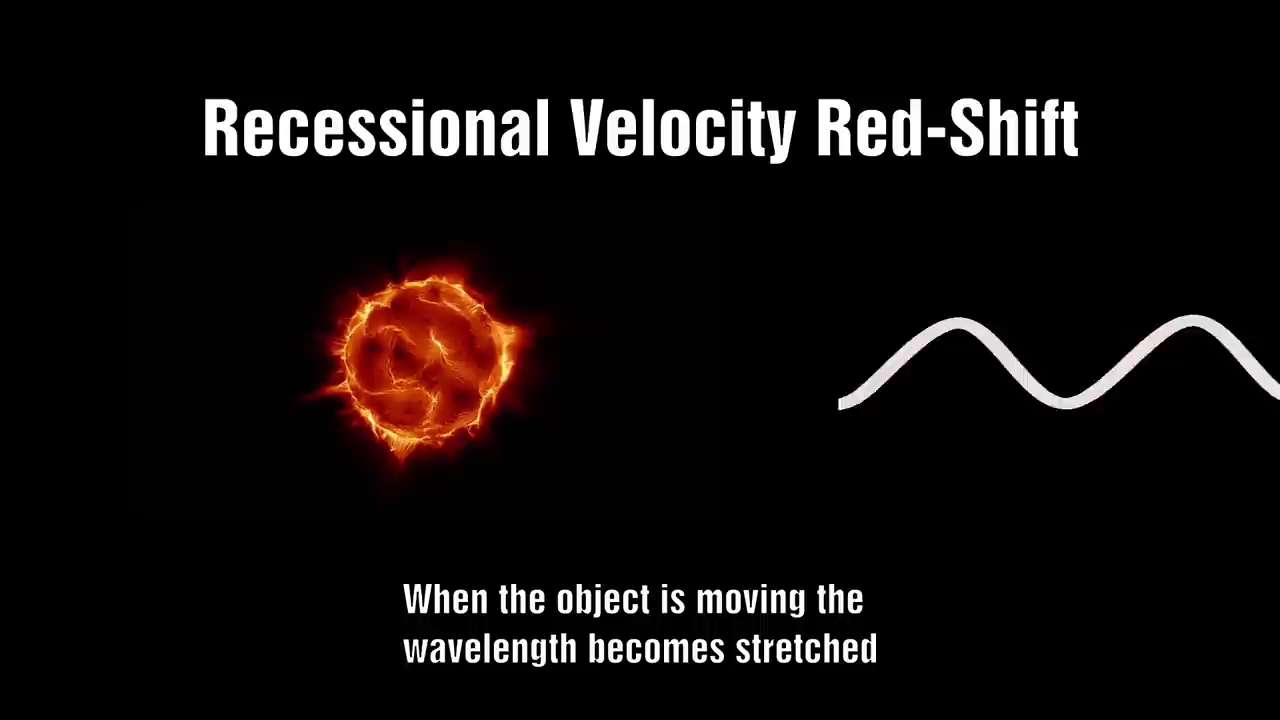 Recessional Velocity Red-Shift
When the object is moving the
wavelength becomes stretched